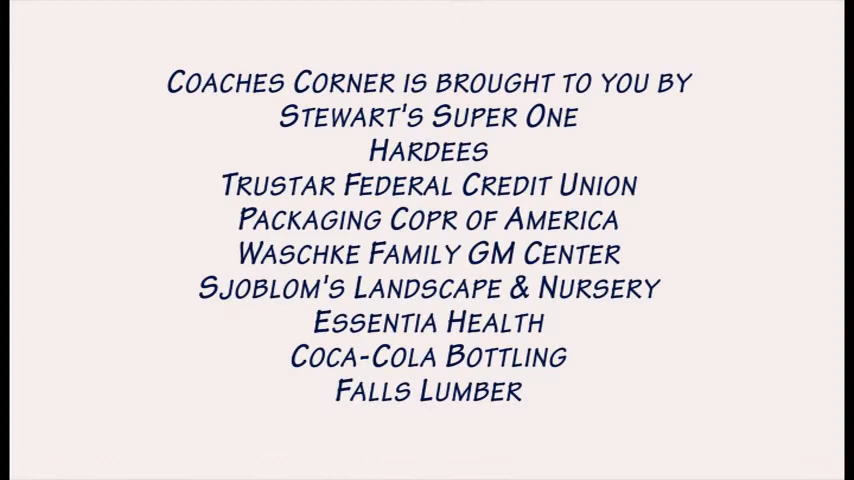 Coaches Corner is brought to you by
Stewart's Super One
Hardees
Trustar Federal Credit Union
Packaging Copr of America
Waschke Family GM Center
Sjoblom's Landscape & Nursery
Essentia Health
Coca-Cola Bottling
Falls Lumber